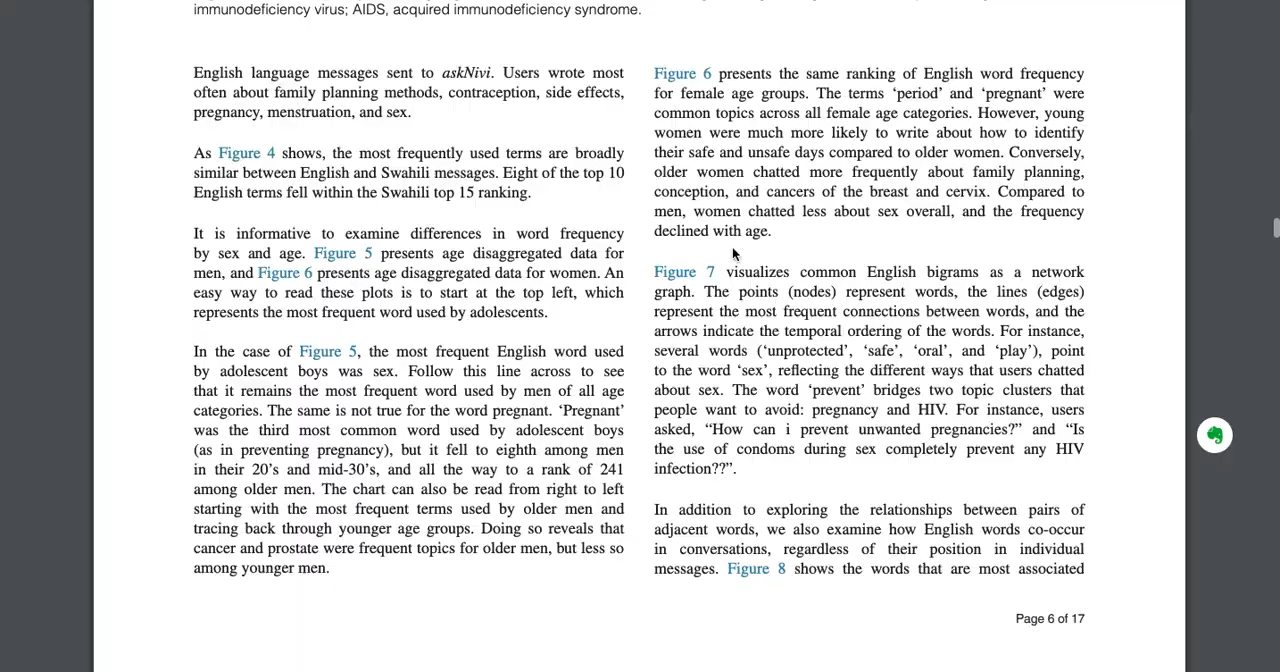 immunodeficiency virus; AIDS, acquired immunodeficiency syndrome.
English language messages sent to askNivi. Users wrote most
often about family planning methods, contraception, side effects,
pregnancy, menstruation, and sex.
As Figure 4 shows, the most frequently used terms are broadly
similar between English and Swahili messages. Eight of the top 10
English terms fell within the Swahili top 15 ranking.
It is informative to examine differences in word frequency
by sex and age. Figure 5 presents age disaggregated data for
men, and Figure 6 presents age disaggregated data for women. An
easy way to read these plots is to start at the top left, which
represents the most frequent word used by adolescents.
In the case of Figure 5, the most frequent English word used
by adolescent boys was sex. Follow this line across to see
that it remains the most frequent word used by men of all age
categories. The same is not true for the word pregnant. ‘Pregnant’
was the third most common word used by adolescent boys
(as in preventing pregnancy), but it fell to eighth among men
in their 20’s and mid-30’s, and all the way to a rank of 241
among older men. The chart can also be read from right to left
starting with the most frequent terms used by older men and
tracing back through younger age groups. Doing so reveals that
cancer and prostate were frequent topics for older men, but less so
among younger men.
Figure 6 presents the same ranking of English word frequency
for female age groups. The terms ‘period’ and ‘pregnant’ were
common topics across all female age categories. However, young
women were much more likely to write about how to identify
their safe and unsafe days compared to older women. Conversely,
older women chatted more frequently about family planning,
conception, and cancers of the breast and cervix. Compared to
men, women chatted less about sex overall, and the frequency
declined with age.
Figure 7 visualizes common English bigrams as a network
graph. The points (nodes) represent words, the lines (edges)
represent the most frequent connections between words, and the
arrows indicate the temporal ordering of the words. For instance,
several words (‘unprotected’, ‘safe’, ‘oral’, and ‘play’), point
to the word ‘sex’, reflecting the different ways that users chatted
about sex. The word ‘prevent’ bridges two topic clusters that
people want to avoid: pregnancy and HIV. For instance, users
asked, “How can i prevent unwanted pregnancies?” and “Is
the use of condoms during sex completely prevent any HIV
infection??”.
In addition to exploring the relationships between pairs of
adjacent words, we also examine how English words co-occur
in conversations, regardless of their position in individual
messages. Figure 8 shows the words that are most associated
Page 6 of 17